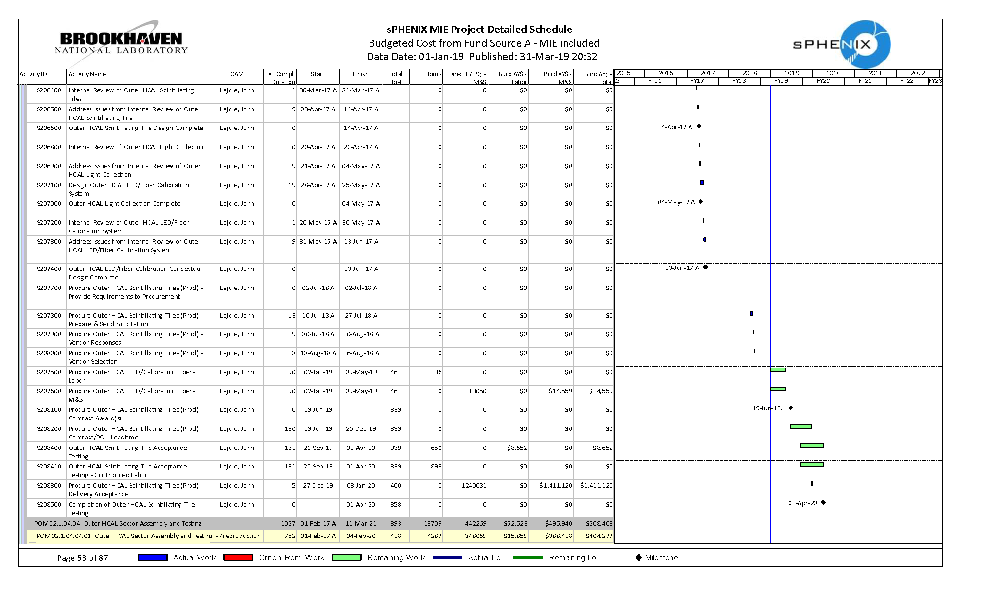 BROOKHAVEN
NATIONAL LABORATORY
sPHENIX MIE Project Detailed Schedule
Budgeted Cost from Fund Source A - MIE included
Data Date: 01-Jan-19 Published: 31-Mar-19 20:32
sPHENIX
Activity ID Activity Name CAM At Compl. Start Finish Total Hours Direct FY19$ - Burd AY$ - Burd AY$ - Burd AY$ - 2015 2016 2017 2018 2019 2020 2021 2022 3
Duration Float M&S Labor M&S Total 5 FY16 FY17 FY18 FY19 FY20 FY21 FY22 FY23
S206400 Internal Review of Outer HCAL Scintillating Lajoie, John 1 30-Mar-17 A 31-Mar-17 A 0 0 $0 $0 $0
Tiles
S206500 Address Issues from Internal Review of Outer Lajoie, John 9 03-Apr-17 A 14-Apr-17 A 0 0 $0 $0 $0
HCAL Scintillating Tile
S206600 Outer HCAL Scintillating Tile Design Complete Lajoie, John 0 14-Apr-17 A 0 0 $0 $0 $0 14-Apr-17 A
S206800 Internal Review of Outer HCAL Light Collection Lajoie, John 0 20-Apr-17 A 20-Apr-17 A 0 0 $0 $0 $0
S206900 Address Issues from Internal Review of Outer Lajoie, John 9 21-Apr-17 A 04-May-17 A 0 0 $0 $0 $0
HCAL Light Collection
S207100 Design Outer HCAL LED/Fiber Calibration Lajoie, John 19 28-Apr-17 A 25-May-17 A 0 0 $0 $0 $0
System
S207000 Outer HCAL Light Collection Complete Lajoie, John 0 04-May-17 A 0 0 $0 $0 $0 04-May-17 A
S207200 Internal Review of Outer HCAL LED/Fiber Lajoie, John 1 26-May-17 A 30-May-17 A 0 0 $0 $0 $0
Calibration System
S207300 Address Issues from Internal Review of Outer Lajoie, John 9 31-May-17 A 13-Jun-17 A 0 0 $0 $0 $0
HCAL LED/Fiber Calibration System
S207400 Outer HCAL LED/Fiber Calibration Conceptual Lajoie, John 0 13-Jun-17 A 0 0 $0 $0 $0 13-Jun-17 A
Design Complete
S207700 Procure Outer HCAL Scintillating Tiles (Prod) - Lajoie, John 0 02-Jul-18 A 02-Jul-18 A 0 0 $0 $0 $0
Provide Requirements to Procurement
S207800 Procure Outer HCAL Scintillating Tiles (Prod) - Lajoie, John 13 10-Jul-18 A 27-Jul-18 A 0 0 $0 $0 $0
Prepare & Send Solicitation
S207900 Procure Outer HCAL Scintillating Tiles (Prod) - Lajoie, John 9 30-Jul-18 A 10-Aug-18 A 0 0 $0 $0 $0
Vendor Responses
S208000 Procure Outer HCAL Scintillating Tiles (Prod) - Lajoie, John 3 13-Aug-18 A 16-Aug-18 A 0 0 $0 $0 $0
Vendor Selection
S207500 Procure Outer HCAL LED/Calibration Fibers Lajoie, John 90 02-Jan-19 09-May-19 461 36 0 $0 $0 $0
Labor
S207600 Procure Outer HCAL LED/Calibration Fibers Lajoie, John 90 02-Jan-19 09-May-19 461 0 13050 $0 $14,559 $14,559
M&S
S208100 Procure Outer HCAL Scintillating Tiles (Prod) - Lajoie, John 0 19-Jun-19 339 0 0 $0 $0 $0 19-Jun-19,
Contract Award(s)
S208200 Procure Outer HCAL Scintillating Tiles (Prod) - Lajoie, John 130 19-Jun-19 26-Dec-19 339 0 0 $0 $0 $0
Contract/PO - Leadtime
S208400 Outer HCAL Scintillating Tile Acceptance Lajoie, John 131 20-Sep-19 01-Apr-20 339 650 0 $8,652 $0 $8,652
Testing
S208410 Outer HCAL Scintillating Tile Acceptance Lajoie, John 131 20-Sep-19 01-Apr-20 339 893 0 $0 $0 $0
Testing - Contributed Labor
S208300 Procure Outer HCAL Scintillating Tiles (Prod) - Lajoie, John 5 27-Dec-19 03-Jan-20 400 0 1240081 $0 $1,411,120 $1,411,120
Delivery Acceptance
S208500 Completion of Outer HCAL Scintillating Tile Lajoie, John 0 01-Apr-20 358 0 0 $0 $0 $0 01-Apr-20
Testing
POM02.1.04.04 Outer HCAL Sector Assembly and Testing 1027 01-Feb-17 A 11-Mar-21 393 19709 442269 $72,523 $495,940 $568,463
POM02.1.04.04.01 Outer HCAL Sector Assembly and Testing - Preproduction 752 01-Feb-17 A 04-Feb-20 418 4287 348069 $15,859 $388,418 $404,277
Page 53 of 87 Actual Work Critical Rem. Work Remaining Work Actual LoE Remaining LoE Milestone